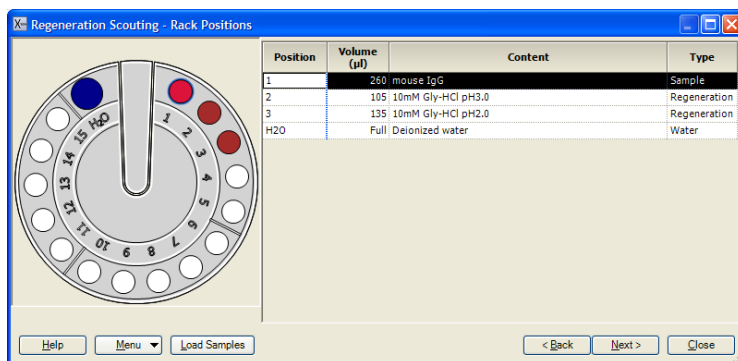 Regeneration Scouting - Rack Positions
Position Volume (µl) Content Type
1 260 mouse IgG Sample
2 105 10mM Gly-HCl pH3.0 Regeneration
3 135 10mM Gly-HCl pH2.0 Regeneration
H2O Full Deionized water Water
H₂O
1
2
3
4
5
6
7
8
9
10
11
12
13
14
15
Help Menu Load Samples < Back Next > Close